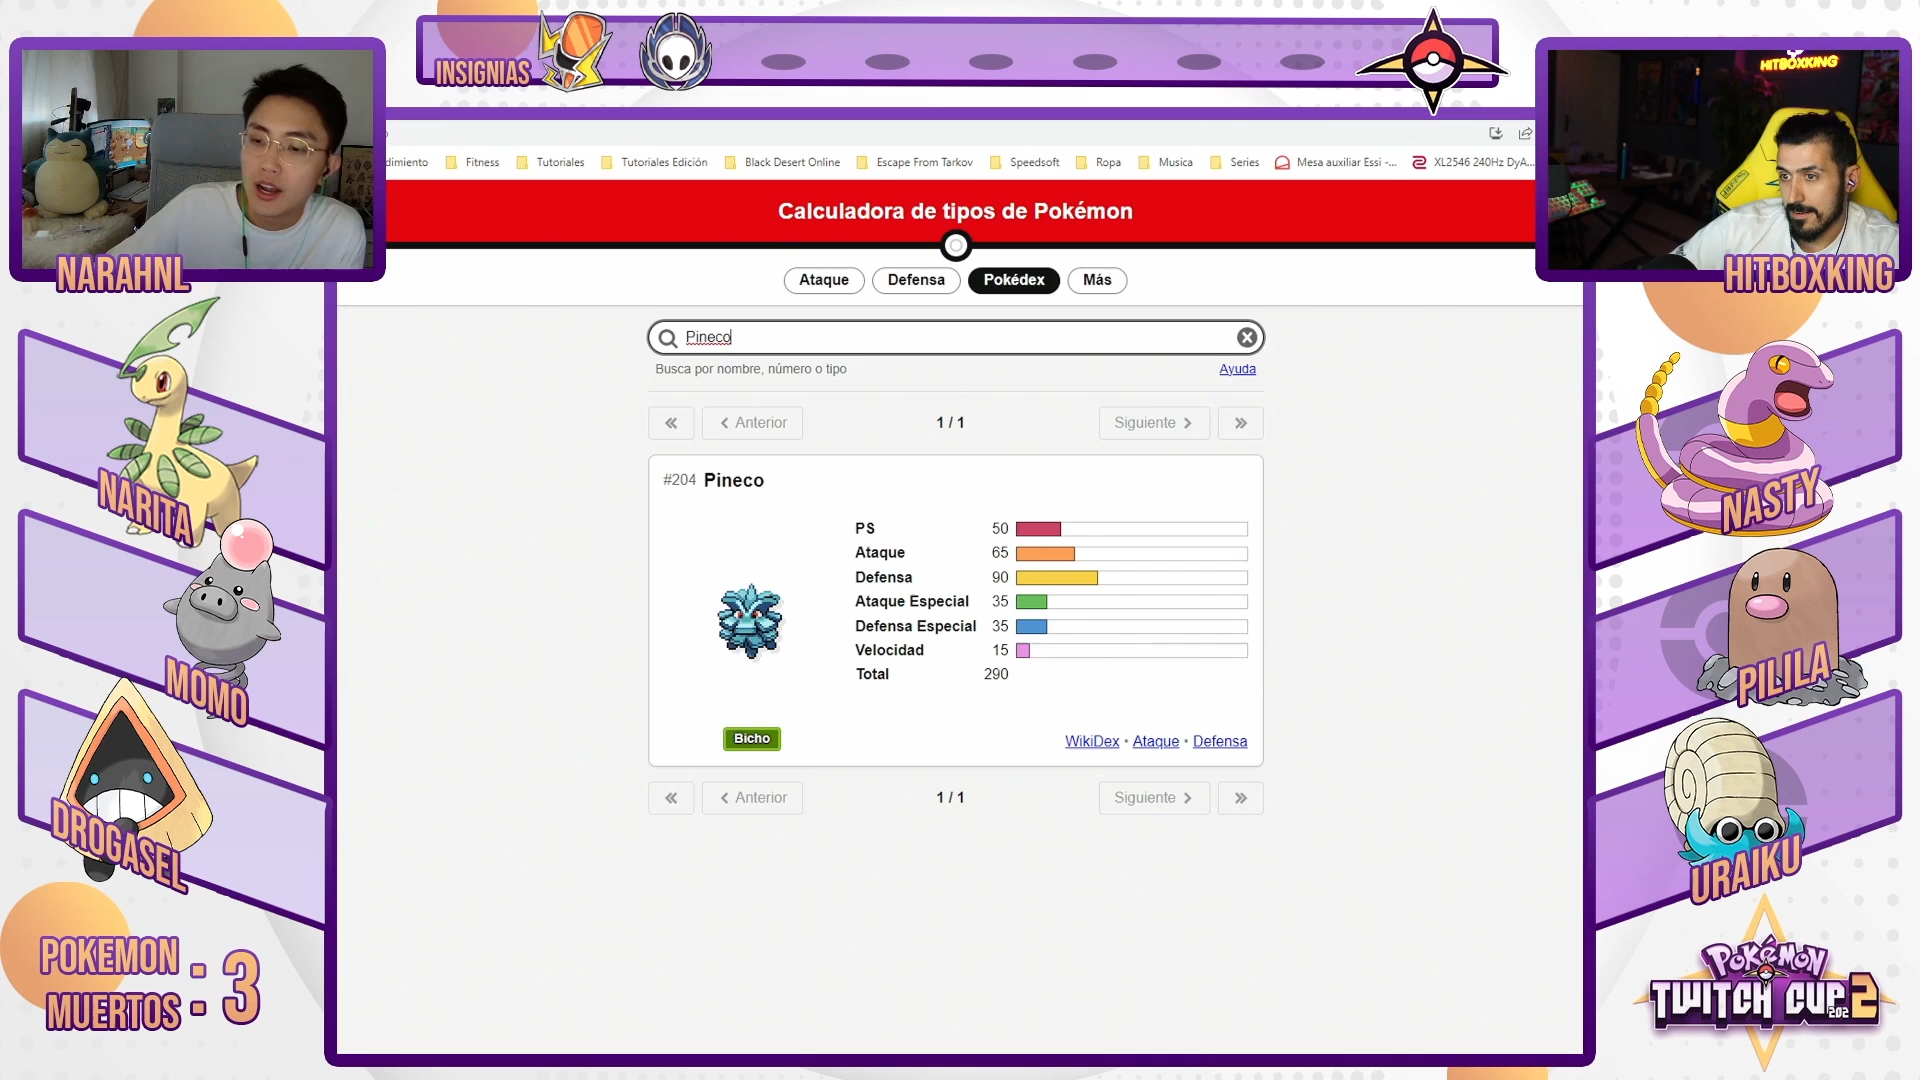 INSIGNIAS
HITBOXKING
NARAHNL
HITBOXKING
dimiento
Fitness
Tutoriales
Tutoriales Edición
Black Desert Online
Escape From Tarkov
Speedsoft
Ropa
Musica
Series
Mesa auxiliar Essi -...
XL2546 240Hz DyA...
Calculadora de tipos de Pokémon
Ataque
Defensa
Pokédex
Más
Pineco
Busca por nombre, número o tipo
Ayuda
«
Anterior
1 / 1
Siguiente
»
#204 Pineco
PS 50
Ataque 65
Defensa 90
Ataque Especial 35
Defensa Especial 35
Velocidad 15
Total 290
Bicho
WikiDex • Ataque • Defensa
«
Anterior
1 / 1
Siguiente
»
NARITA
MOMO
DROGASEL
POKEMON
MUERTOS : 3
NASTY
PILILA
URAIKU
POKÉMON
TWITCH CUP 2
202